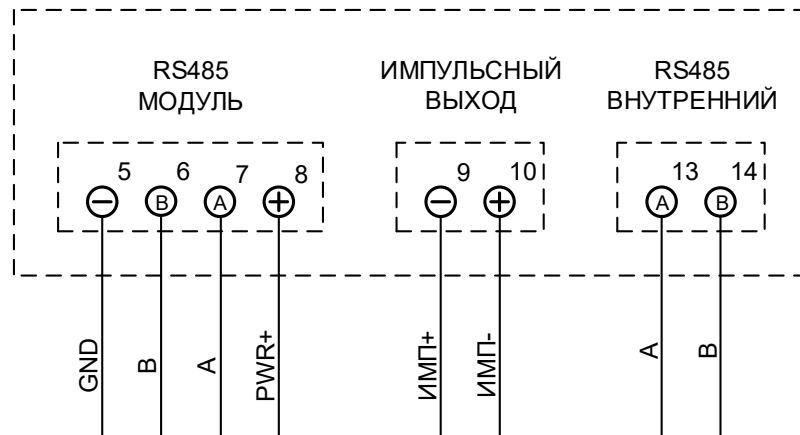 RS485
МОДУЛЬ
ИМПУЛЬСНЫЙ
ВЫХОД
RS485
ВНУТРЕННИЙ
5 6 7 8
− B A +
9 10
− +
13 14
A B
GND
B
A
PWR+
ИМП+
ИМП-
A
B